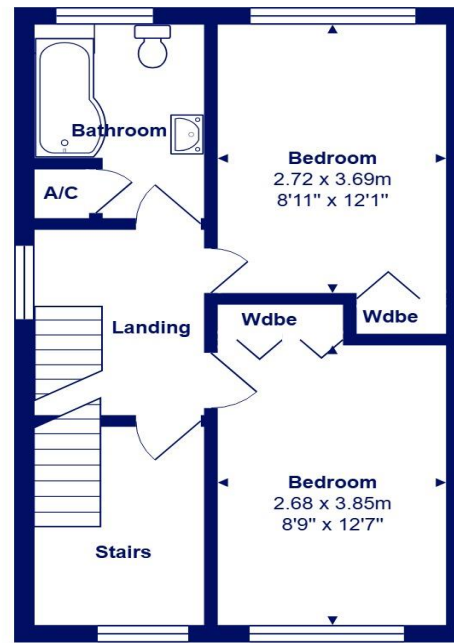 Bathroom
Bedroom
2.72 x 3.69m
8'11" x 12'1"
A/C
Landing
Wdbe
Wdbe
Bedroom
2.68 x 3.85m
8'9" x 12'7"
Stairs